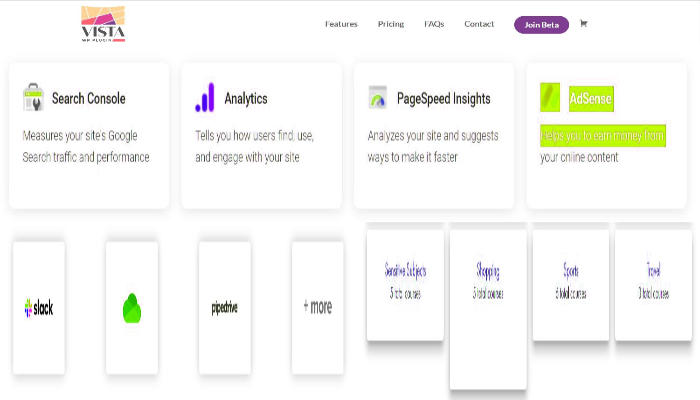 VISTA
WP PLUGIN
Features Pricing FAQs Contact Join Beta
Search Console
Measures your site's Google
Search traffic and performance
Analytics
Tells you how users find, use,
and engage with your site
PageSpeed Insights
Analyzes your site and suggests
ways to make it faster
AdSense
Helps you to earn money from
your online content
slack
pipedrive
+ more
Sensitive Subjects
5 total courses
Shopping
5 total courses
Sports
6 total courses
Travel
3 total courses